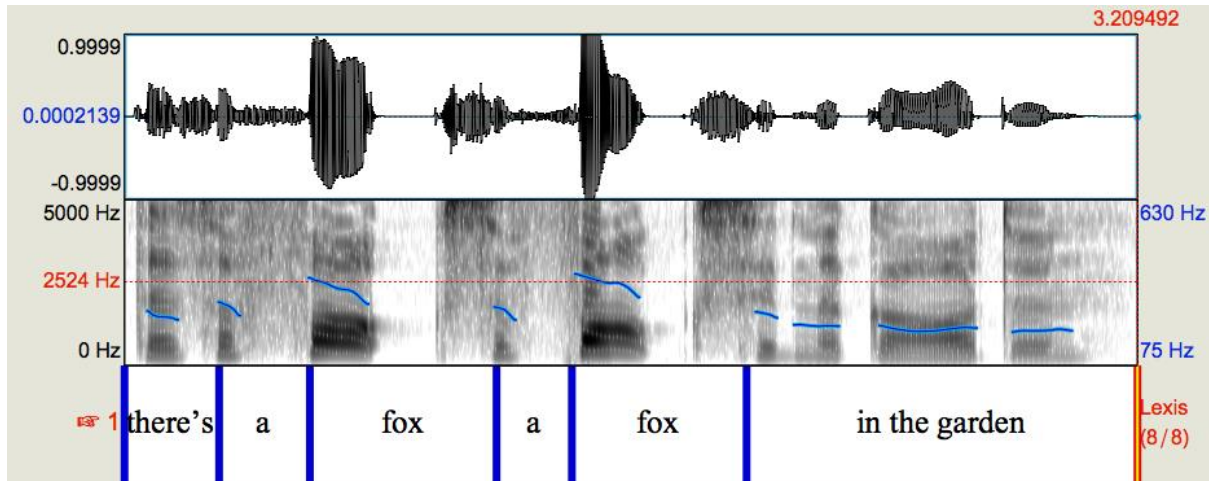 3.209492
0.9999
0.0002139
-0.9999
5000 Hz
630 Hz
2524 Hz
0 Hz
75 Hz
☞ 1
there's
a
fox
a
fox
in the garden
Lexis
(8/8)